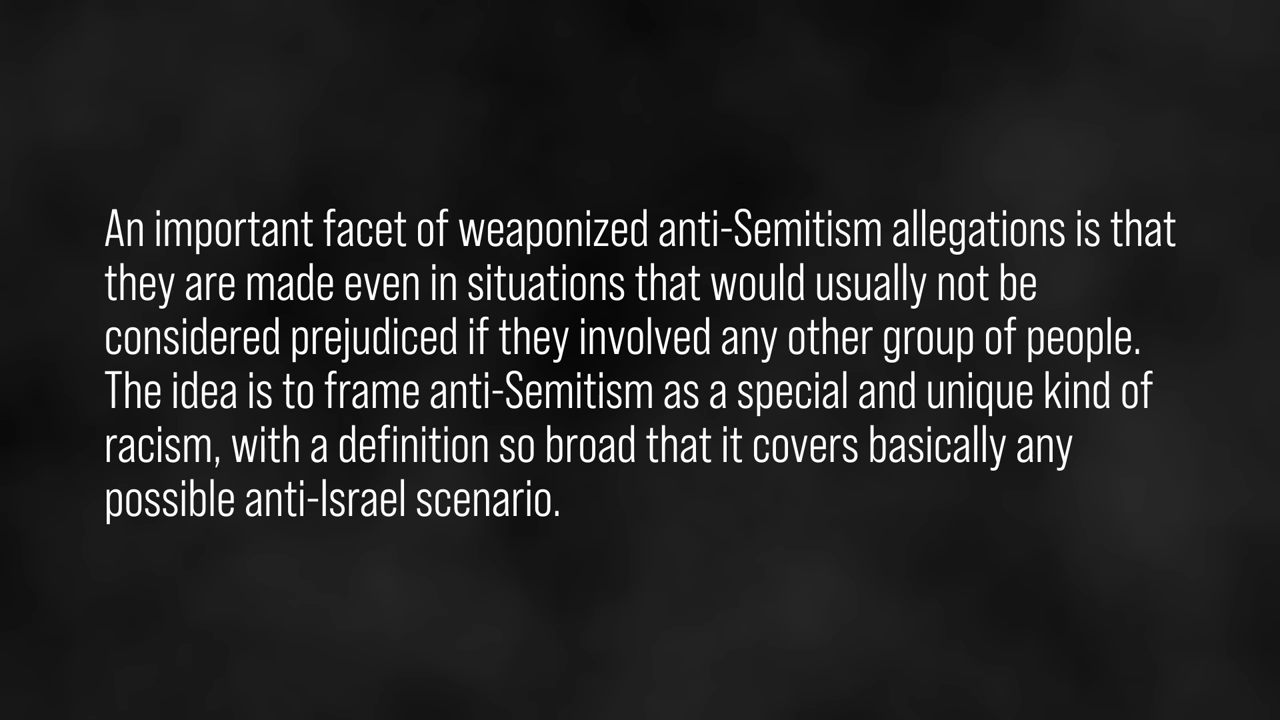 An important facet of weaponized anti-Semitism allegations is that
they are made even in situations that would usually not be
considered prejudiced if they involved any other group of people.
The idea is to frame anti-Semitism as a special and unique kind of
racism, with a definition so broad that it covers basically any
possible anti-Israel scenario.